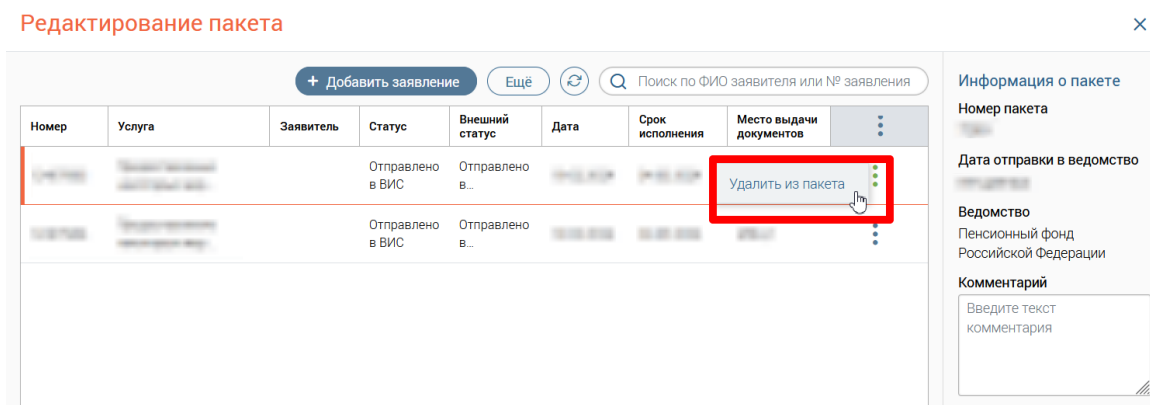 Редактирование пакета
+ Добавить заявление
Ещё
Поиск по ФИО заявителя или № заявления
Номер
Услуга
Заявитель
Статус
Внешний
статус
Дата
Срок
исполнения
Место выдачи
документов
Отправлено
в ВИС
Отправлено
в...
Удалить из пакета
Отправлено
в ВИС
Отправлено
в...
Информация о пакете
Номер пакета
Дата отправки в ведомство
Ведомство
Пенсионный фонд
Российской Федерации
Комментарий
Введите текст
комментария